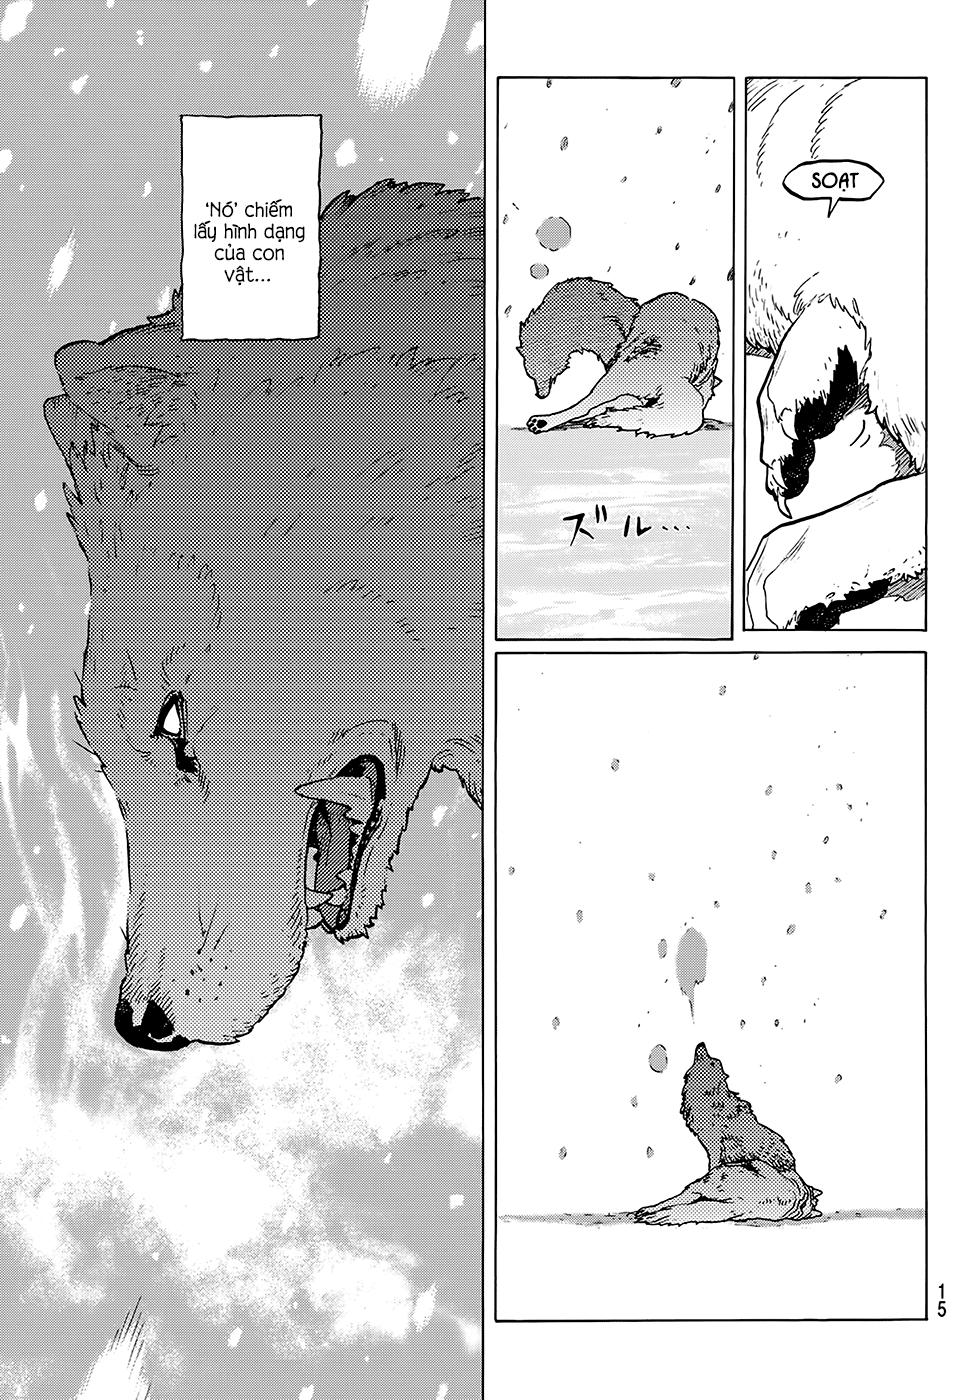 SOẠT
ズル....
'Nó' chiếm
lấy hình dạng
của con
vật...
15